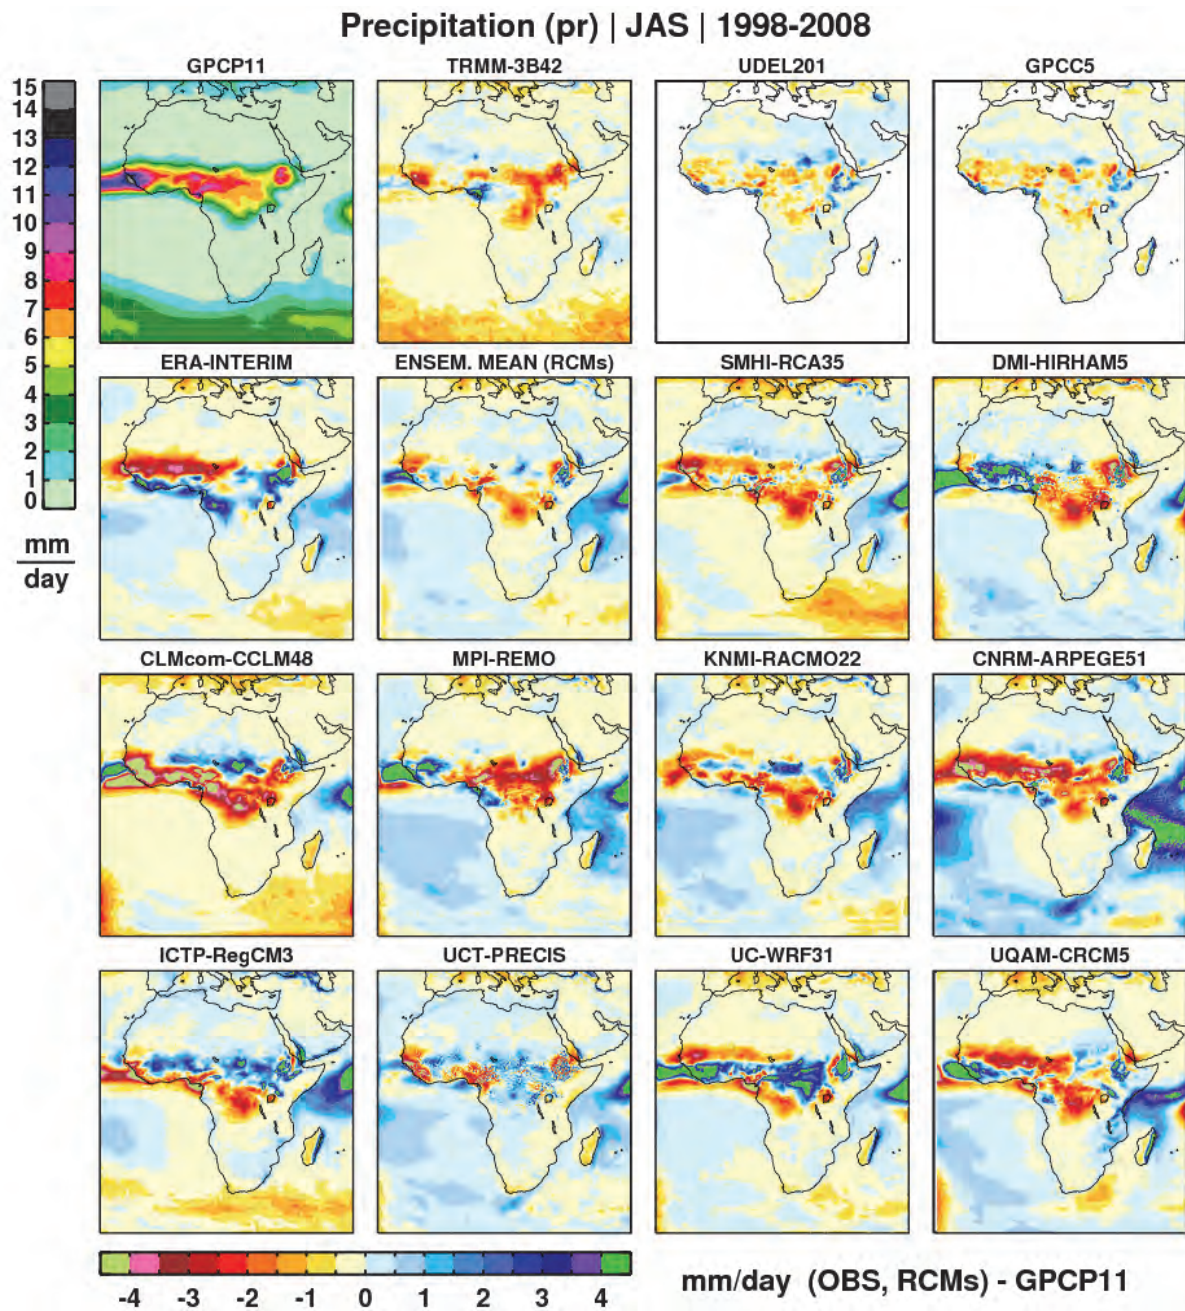 Precipitation (pr) | JAS | 1998-2008
GPCP11 TRMM-3B42 UDEL201 GPCC5
15
14
13
12
11
10
9
8
7
6
5
4
3
2
1
0
mm
day
ERA-INTERIM ENSEM. MEAN (RCMs) SMHI-RCA35 DMI-HIRHAM5
CLMcom-CCLM48 MPI-REMO KNMI-RACMO22 CNRM-ARPEGE51
ICTP-RegCM3 UCT-PRECIS UC-WRF31 UQAM-CRCM5
-4 -3 -2 -1 0 1 2 3 4
mm/day (OBS, RCMs) - GPCP11